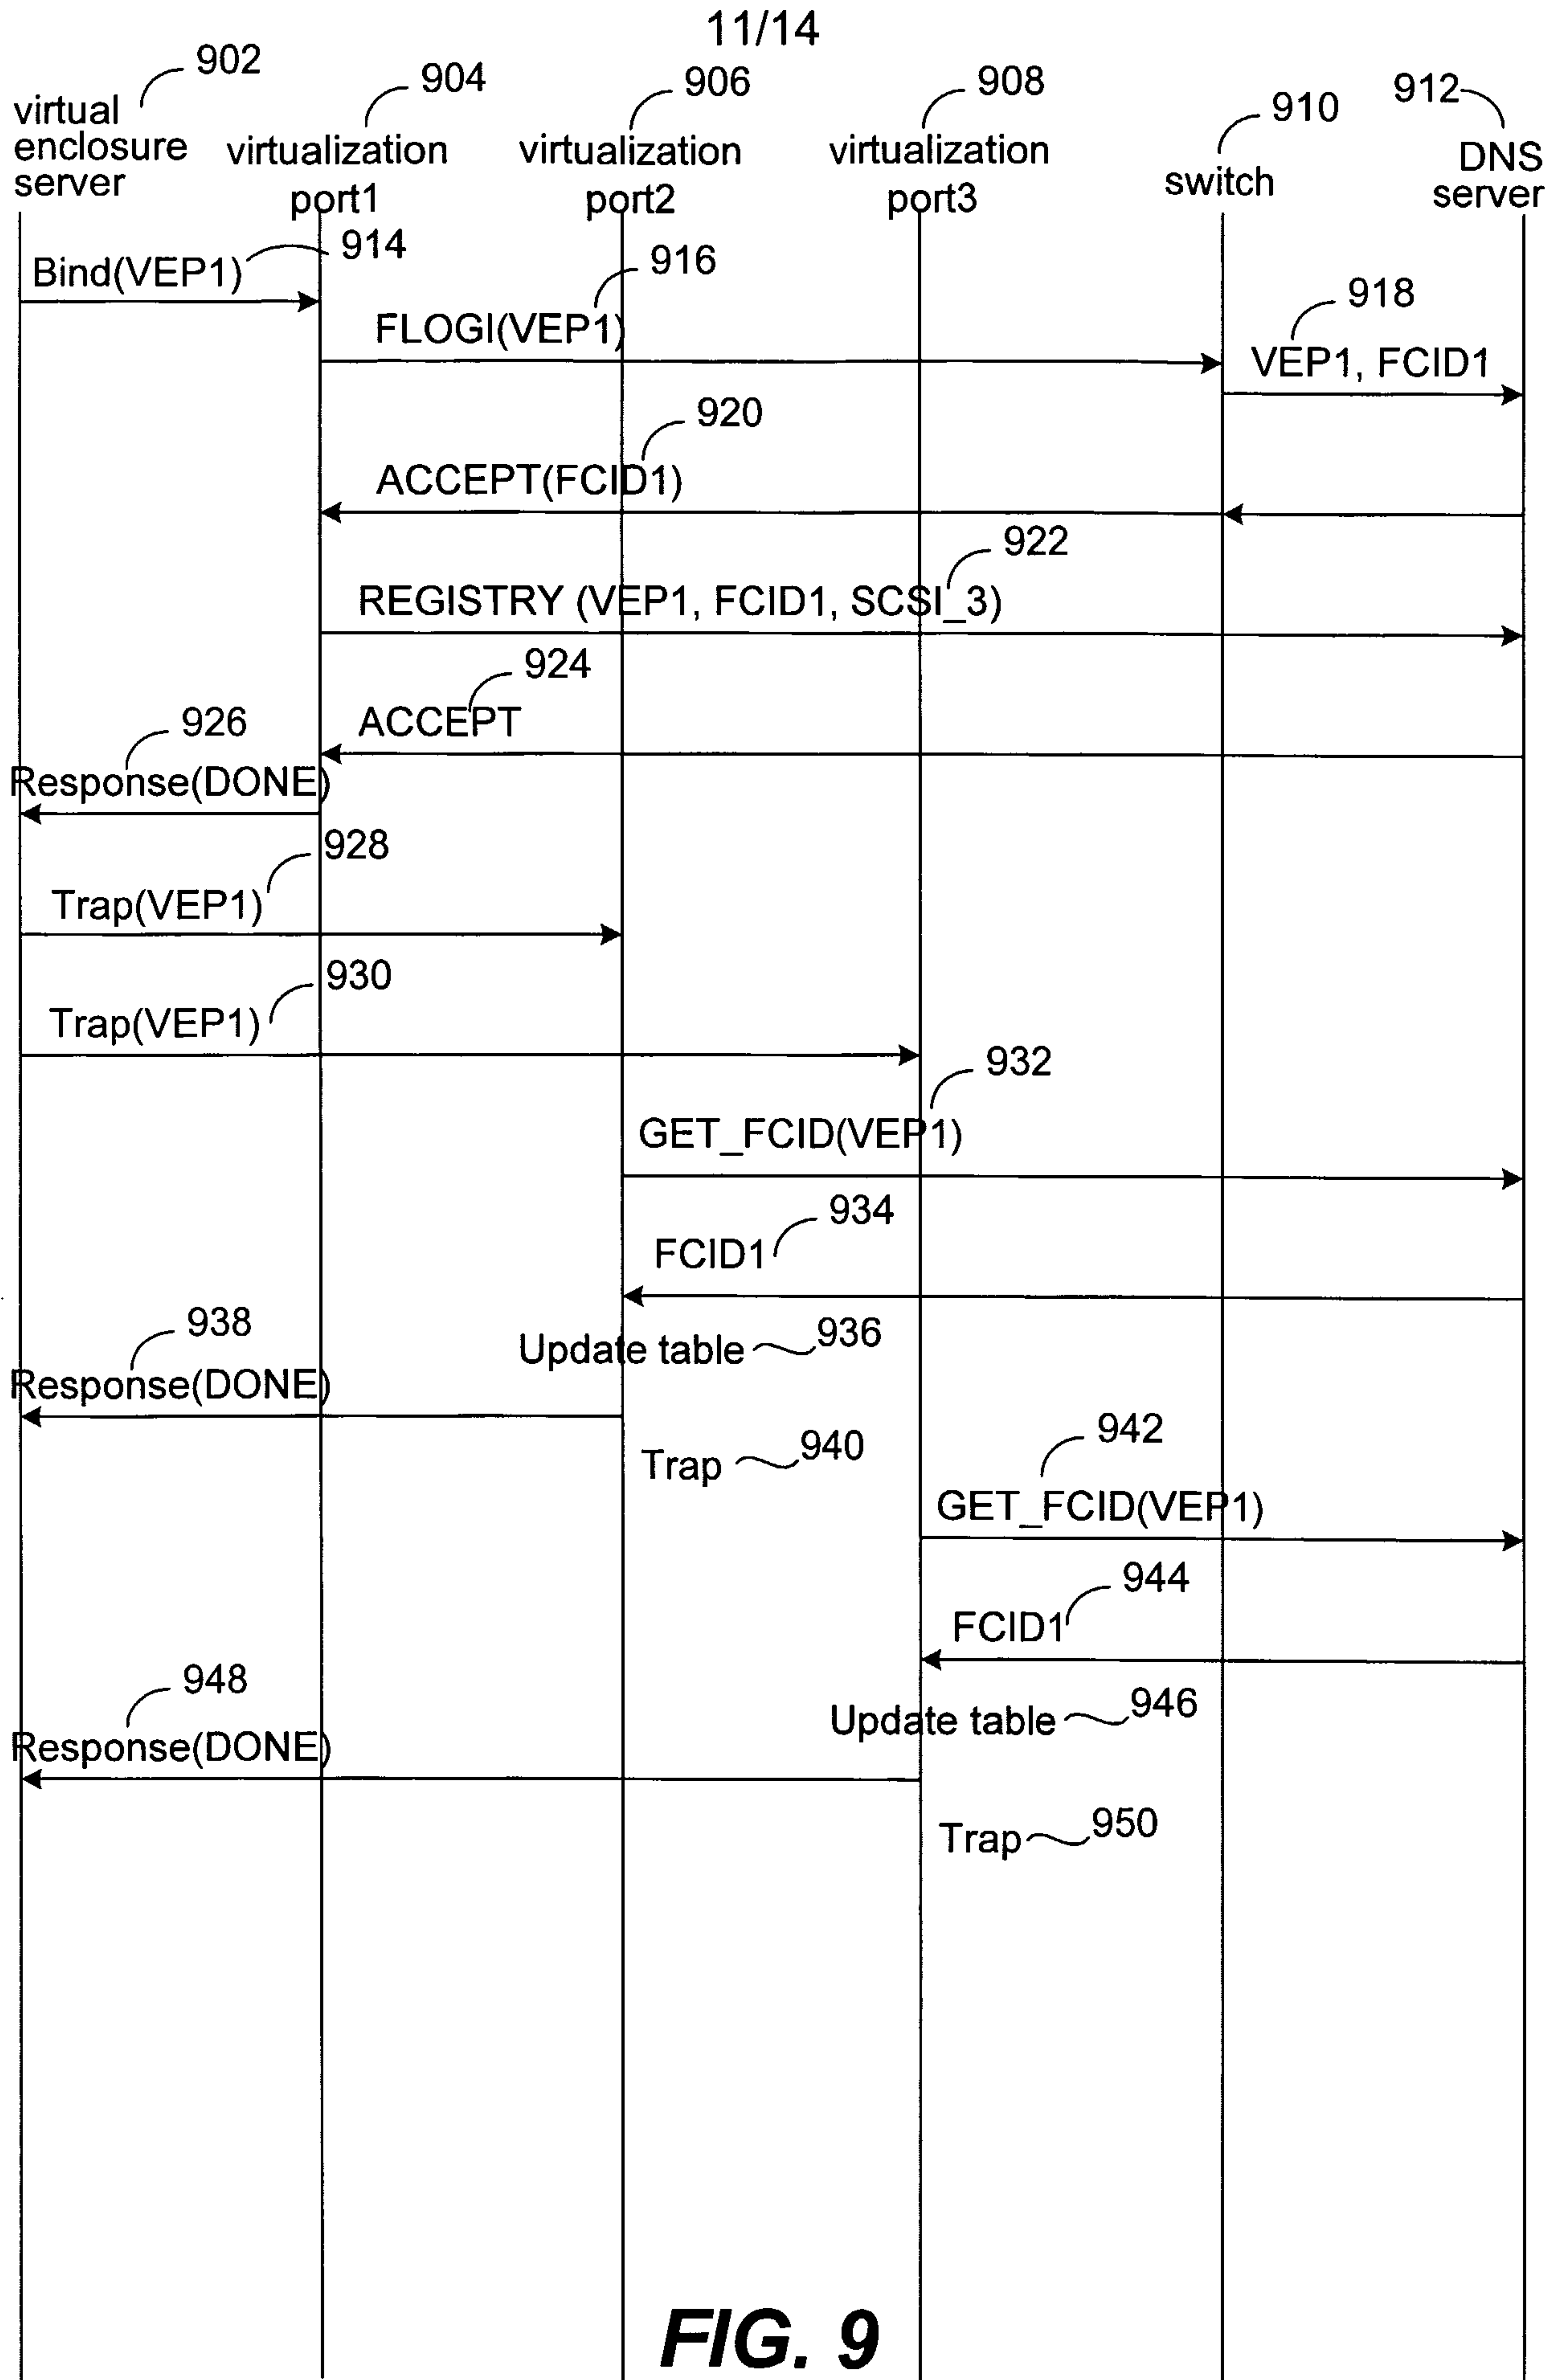 11/14
902
904
906
908
910
912
virtual
enclosure
server
virtualization
port1
virtualization
port2
virtualization
port3
switch
DNS
server
914
Bind(VEP1)
916
FLOGI(VEP1)
918
VEP1, FCID1
920
ACCEPT(FCID1)
922
REGISTRY (VEP1, FCID1, SCSI_3)
924
ACCEPT
926
Response(DONE)
928
Trap(VEP1)
930
Trap(VEP1)
932
GET_FCID(VEP1)
934
FCID1
Update table 936
938
Response(DONE)
Trap 940
942
GET_FCID(VEP1)
944
FCID1
Update table 946
948
Response(DONE)
Trap 950
FIG. 9